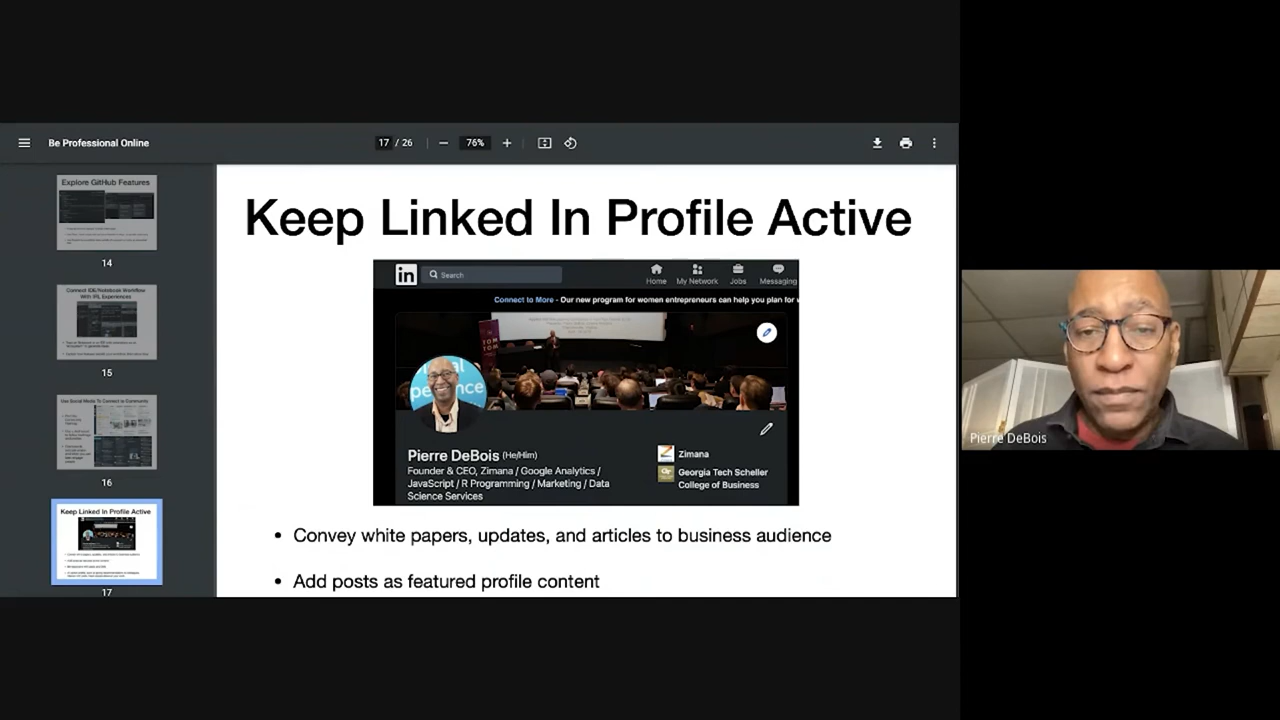 Be Professional Online
17 / 26
76%
Explore GitHub Features
14
Connect IDE/Notebook Workflow
With IRL Experiences
15
Use Social Media To Connect to Community
16
Keep Linked In Profile Active
17
Keep Linked In Profile Active
in
Search
Home
My Network
Jobs
Messaging
Connect to More - Our new program for women entrepreneurs can help you plan for
TOM
TOM
Pierre DeBois (He/Him)
Founder & CEO, Zimana / Google Analytics /
JavaScript / R Programming / Marketing / Data
Science Services
Zimana
Georgia Tech Scheller
College of Business
• Convey white papers, updates, and articles to business audience
• Add posts as featured profile content
Pierre DeBois